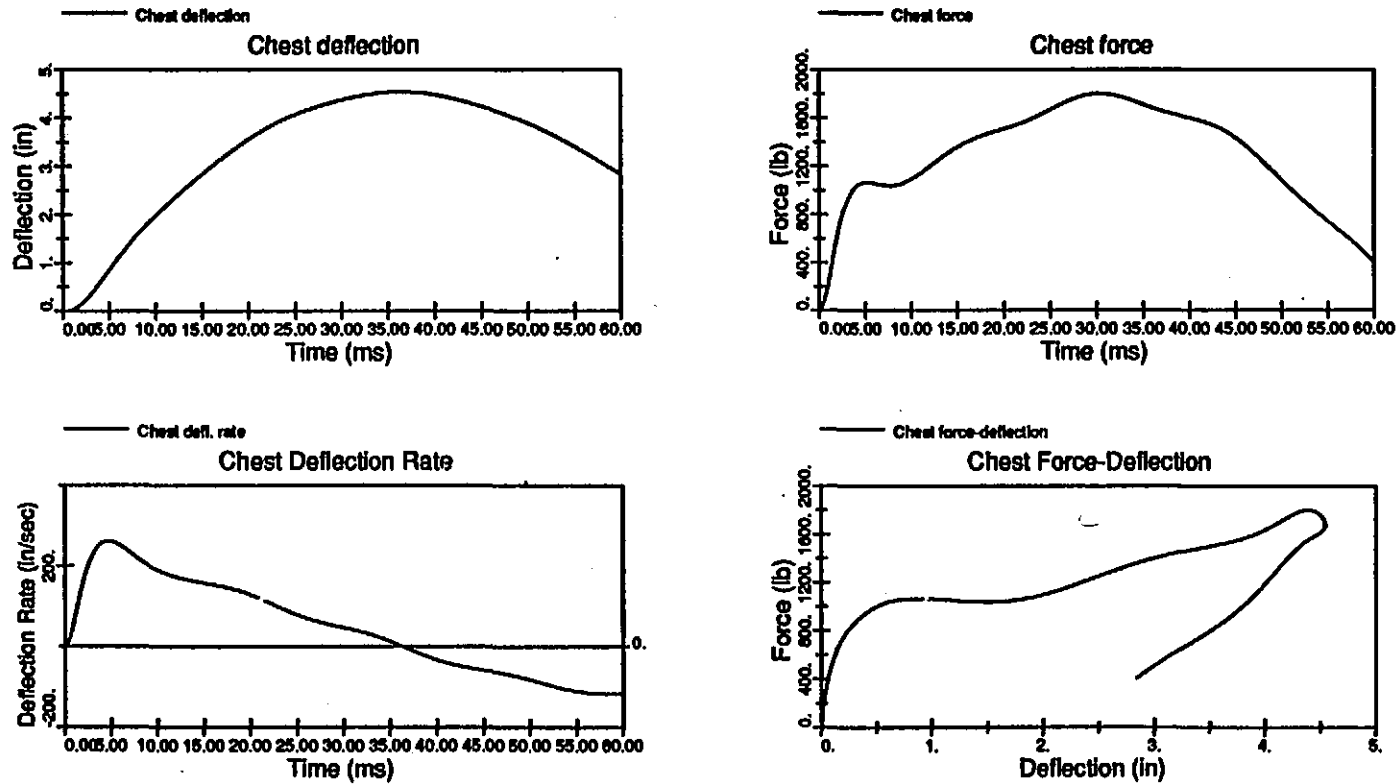 Chest deflection
Chest deflection
5.
4.
3.
2.
1.
0.
Deflection (in)
0.00 5.00 10.00 15.00 20.00 25.00 30.00 35.00 40.00 45.00 50.00 55.00 60.00
Time (ms)
Chest force
Chest force
2000.
1600.
1200.
800.
400.
0.
Force (lb)
0.00 5.00 10.00 15.00 20.00 25.00 30.00 35.00 40.00 45.00 50.00 55.00 60.00
Time (ms)
Chest defl. rate
Chest Deflection Rate
200.
-200.
0.
Deflection Rate (in/sec)
0.00 5.00 10.00 15.00 20.00 25.00 30.00 35.00 40.00 45.00 50.00 55.00 60.00
Time (ms)
Chest force-deflection
Chest Force-Deflection
2000.
1600.
1200.
800.
400.
0.
Force (lb)
0. 1. 2. 3. 4. 5.
Deflection (in)